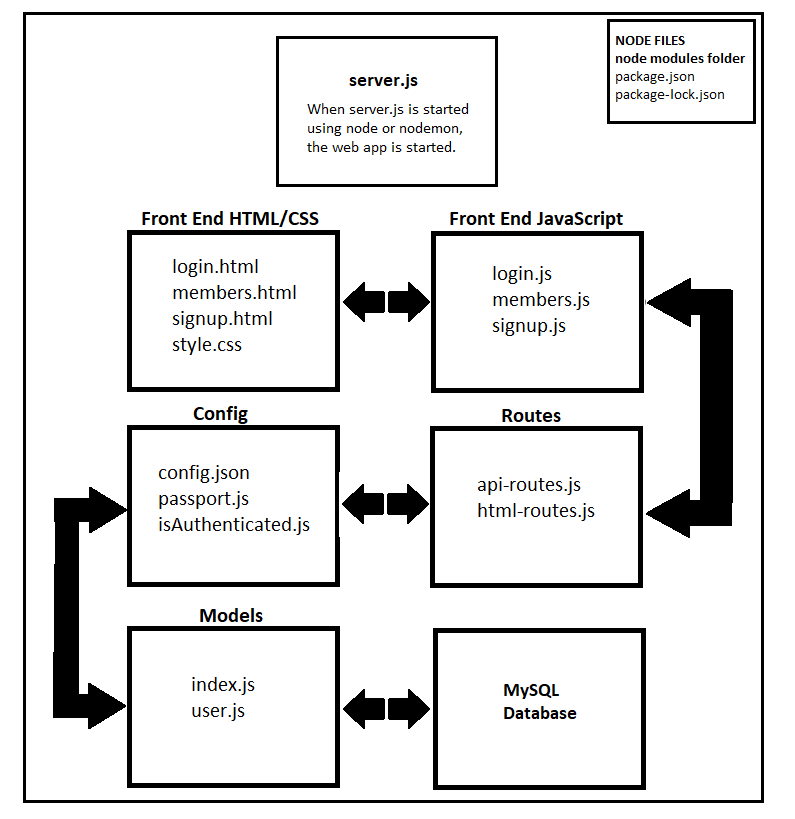 NODE FILES
node modules folder
package.json
package-lock.json
server.js
When server.js is started
using node or nodemon,
the web app is started.
Front End HTML/CSS
login.html
members.html
signup.html
style.css
Front End JavaScript
login.js
members.js
signup.js
Config
config.json
passport.js
isAuthenticated.js
Routes
api-routes.js
html-routes.js
Models
index.js
user.js
MySQL
Database